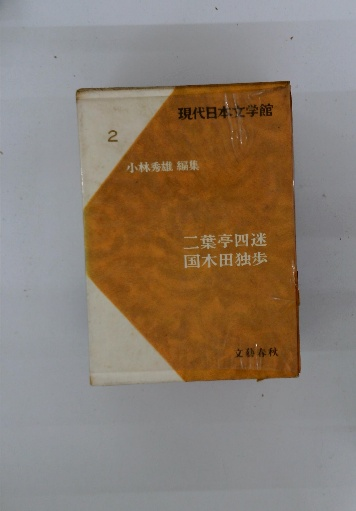 現代日本文学館
2
小林秀雄 編集
二葉亭四迷
国木田独歩
文藝春秋